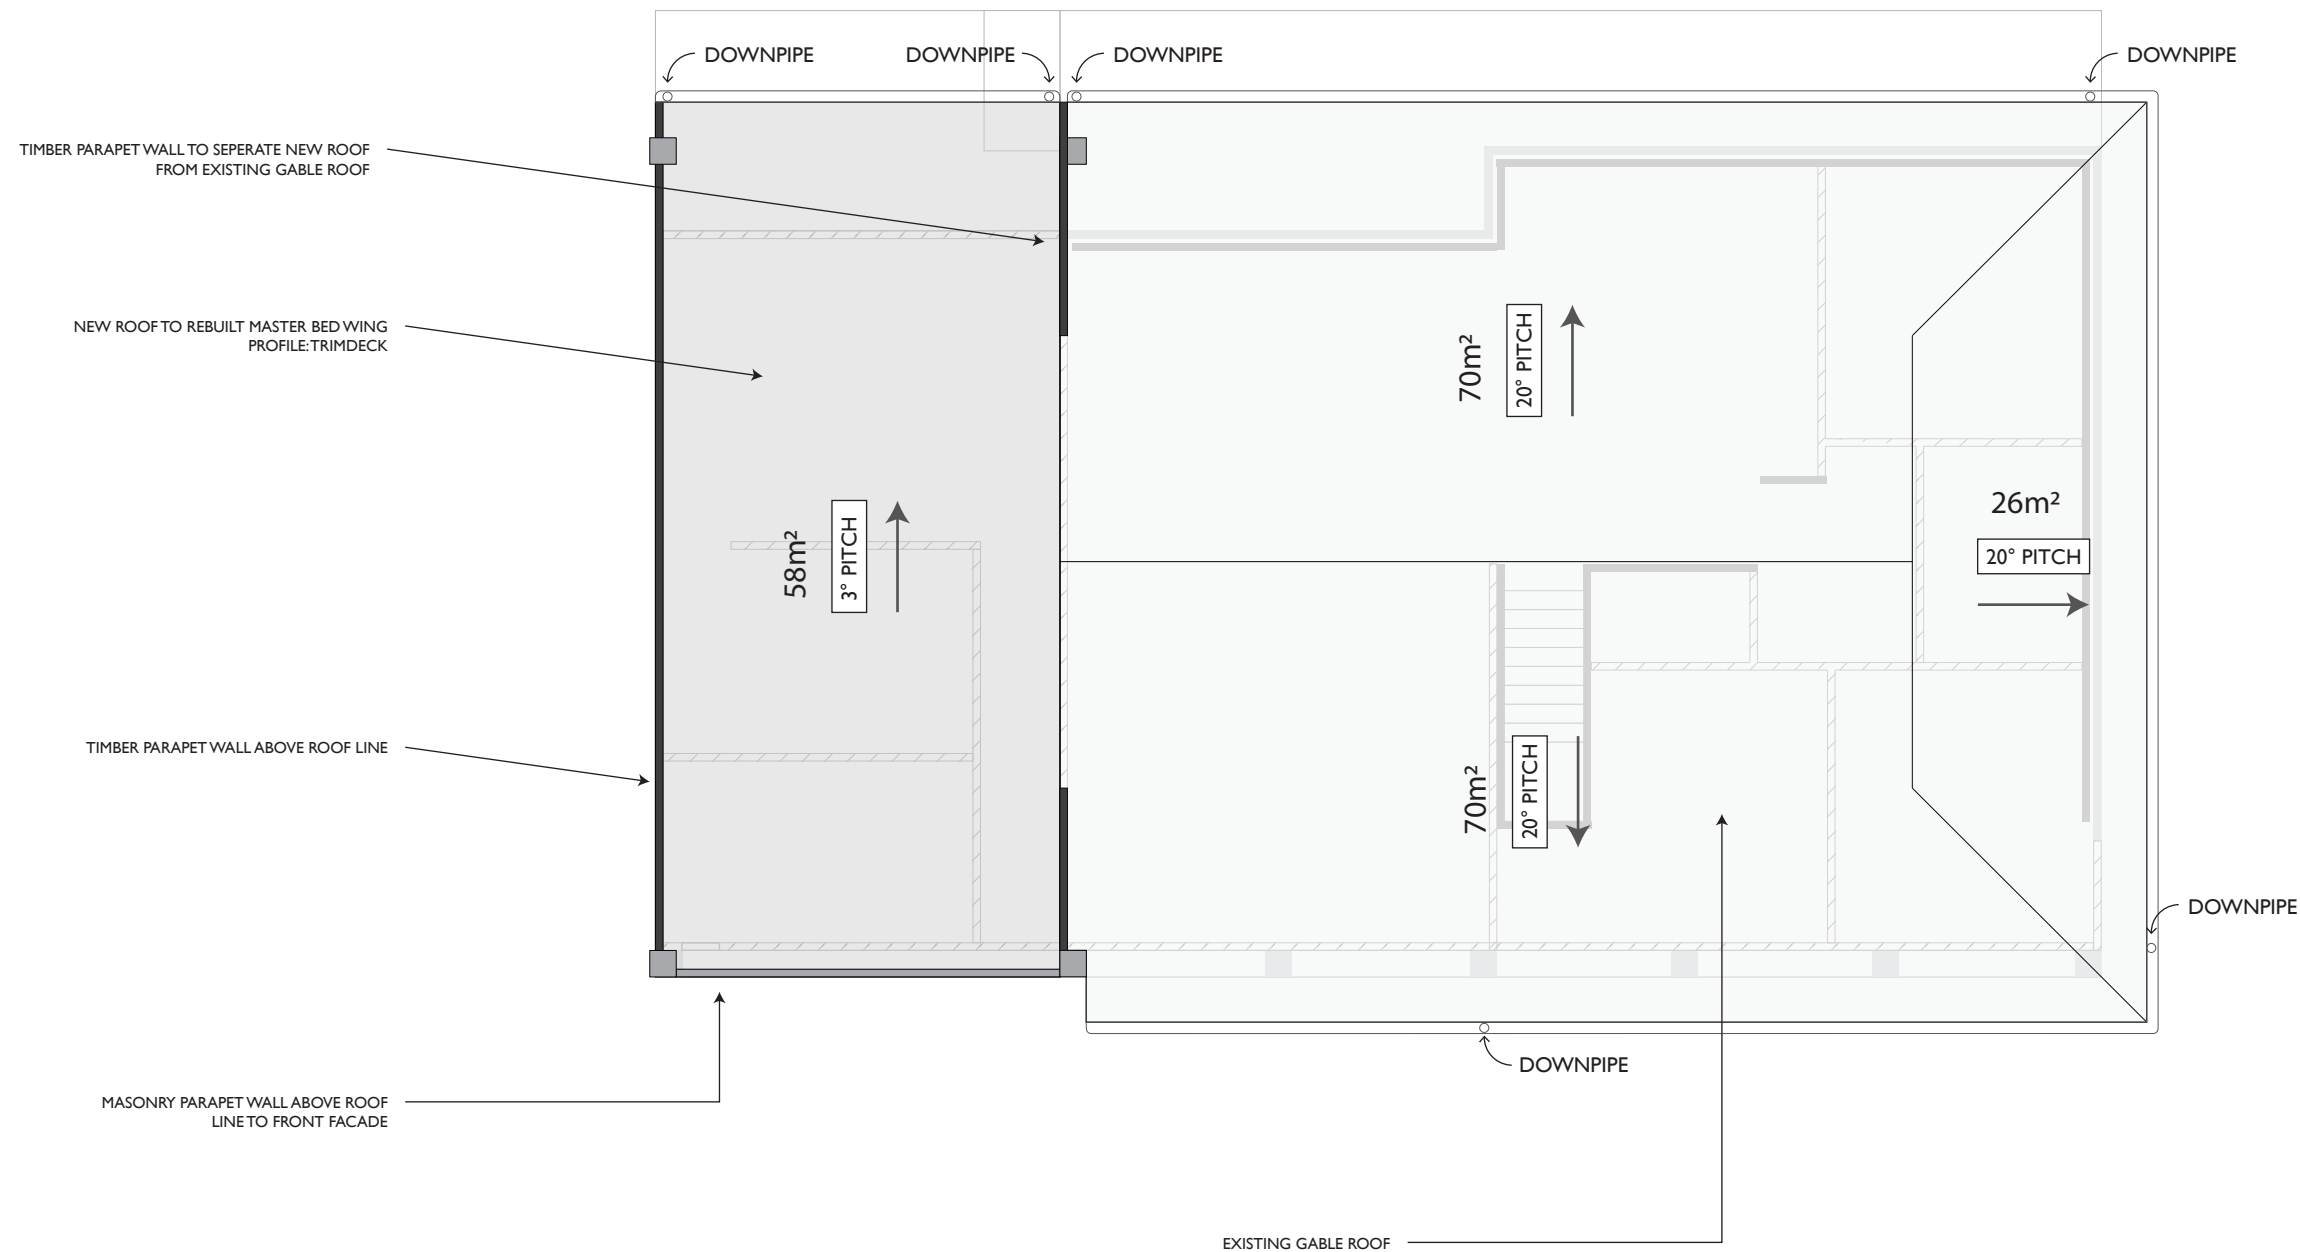 DOWNPIPE
DOWNPIPE
DOWNPIPE
DOWNPIPE
TIMBER PARAPET WALL TO SEPERATE NEW ROOF
FROM EXISTING GABLE ROOF
NEW ROOF TO REBUILT MASTER BED WING
PROFILE: TRIMDECK
70m²
20° PITCH
26m²
20° PITCH
58m²
3° PITCH
TIMBER PARAPET WALL ABOVE ROOF LINE
70m²
20° PITCH
DOWNPIPE
DOWNPIPE
MASONRY PARAPET WALL ABOVE ROOF
LINE TO FRONT FACADE
EXISTING GABLE ROOF